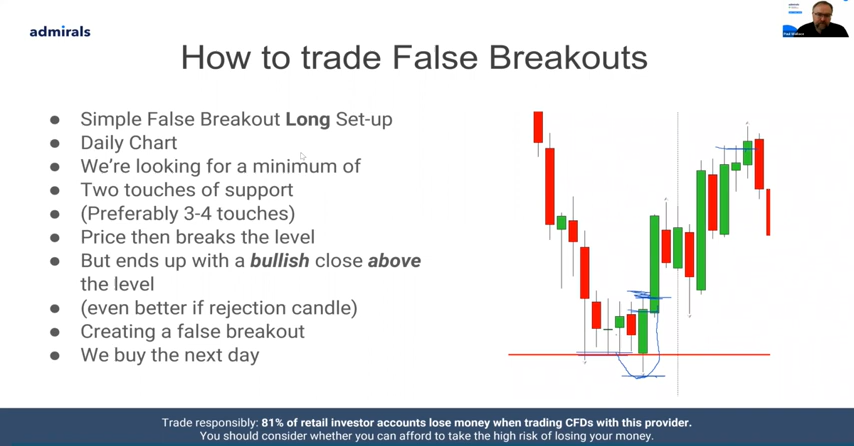 admirals
How to trade False Breakouts
● Simple False Breakout Long Set-up
● Daily Chart
● We're looking for a minimum of
● Two touches of support
● (Preferably 3-4 touches)
● Price then breaks the level
● But ends up with a bullish close above
the level
● (even better if rejection candle)
● Creating a false breakout
● We buy the next day
Trade responsibly: 81% of retail investor accounts lose money when trading CFDs with this provider.
You should consider whether you can afford to take the high risk of losing your money.